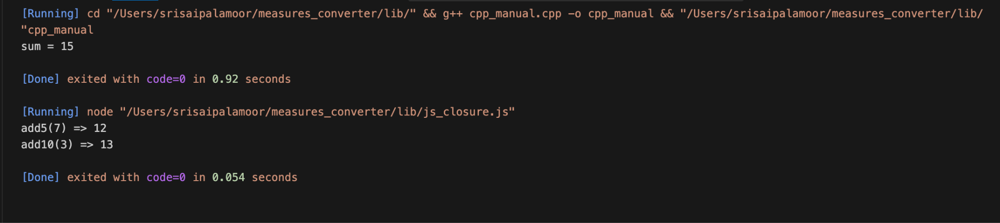 [Running] cd "/Users/srisaipalamoor/measures_converter/lib/" && g++ cpp_manual.cpp -o cpp_manual && "/Users/srisaipalamoor/measures_converter/lib/
"cpp_manual
sum = 15
[Done] exited with code=0 in 0.92 seconds
[Running] node "/Users/srisaipalamoor/measures_converter/lib/js_closure.js"
add5(7) => 12
add10(3) => 13
[Done] exited with code=0 in 0.054 seconds